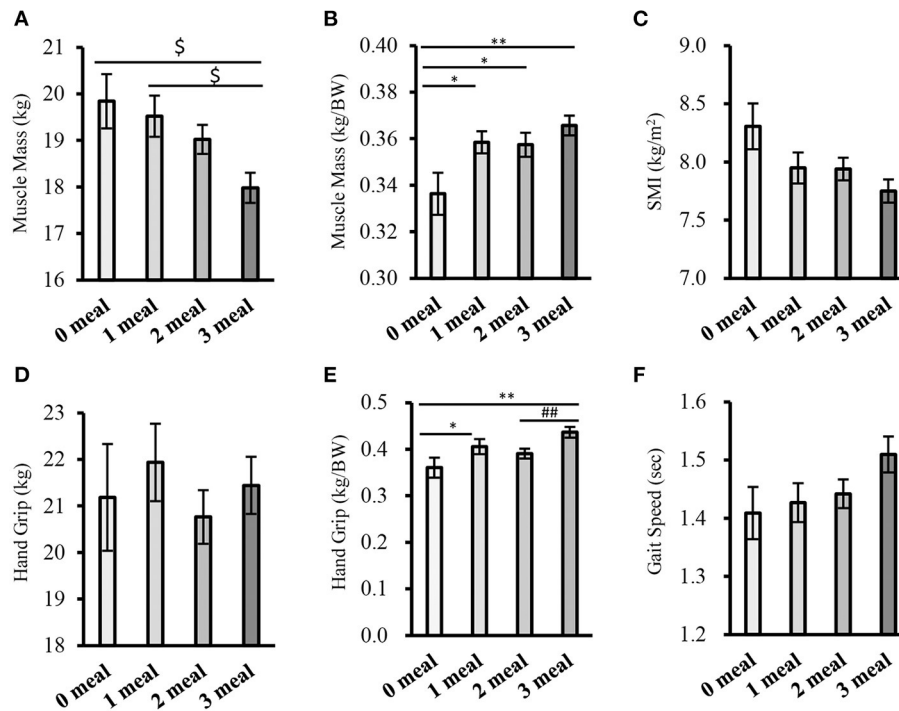 A
Muscle Mass (kg)
21
20
19
18
17
16
$
$
0 meal
1 meal
2 meal
3 meal
B
Muscle Mass (kg/BW)
0.40
0.38
0.36
0.34
0.32
0.30
**
*
*
0 meal
1 meal
2 meal
3 meal
C
SMI (kg/m²)
9.0
8.5
8.0
7.5
7.0
0 meal
1 meal
2 meal
3 meal
D
Hand Grip (kg)
23
22
21
20
19
18
0 meal
1 meal
2 meal
3 meal
E
Hand Grip (kg/BW)
0.5
0.4
0.3
0.2
0.1
0.0
**
##
*
0 meal
1 meal
2 meal
3 meal
F
Gait Speed (sec)
1.6
1.5
1.4
1.3
1.2
0 meal
1 meal
2 meal
3 meal